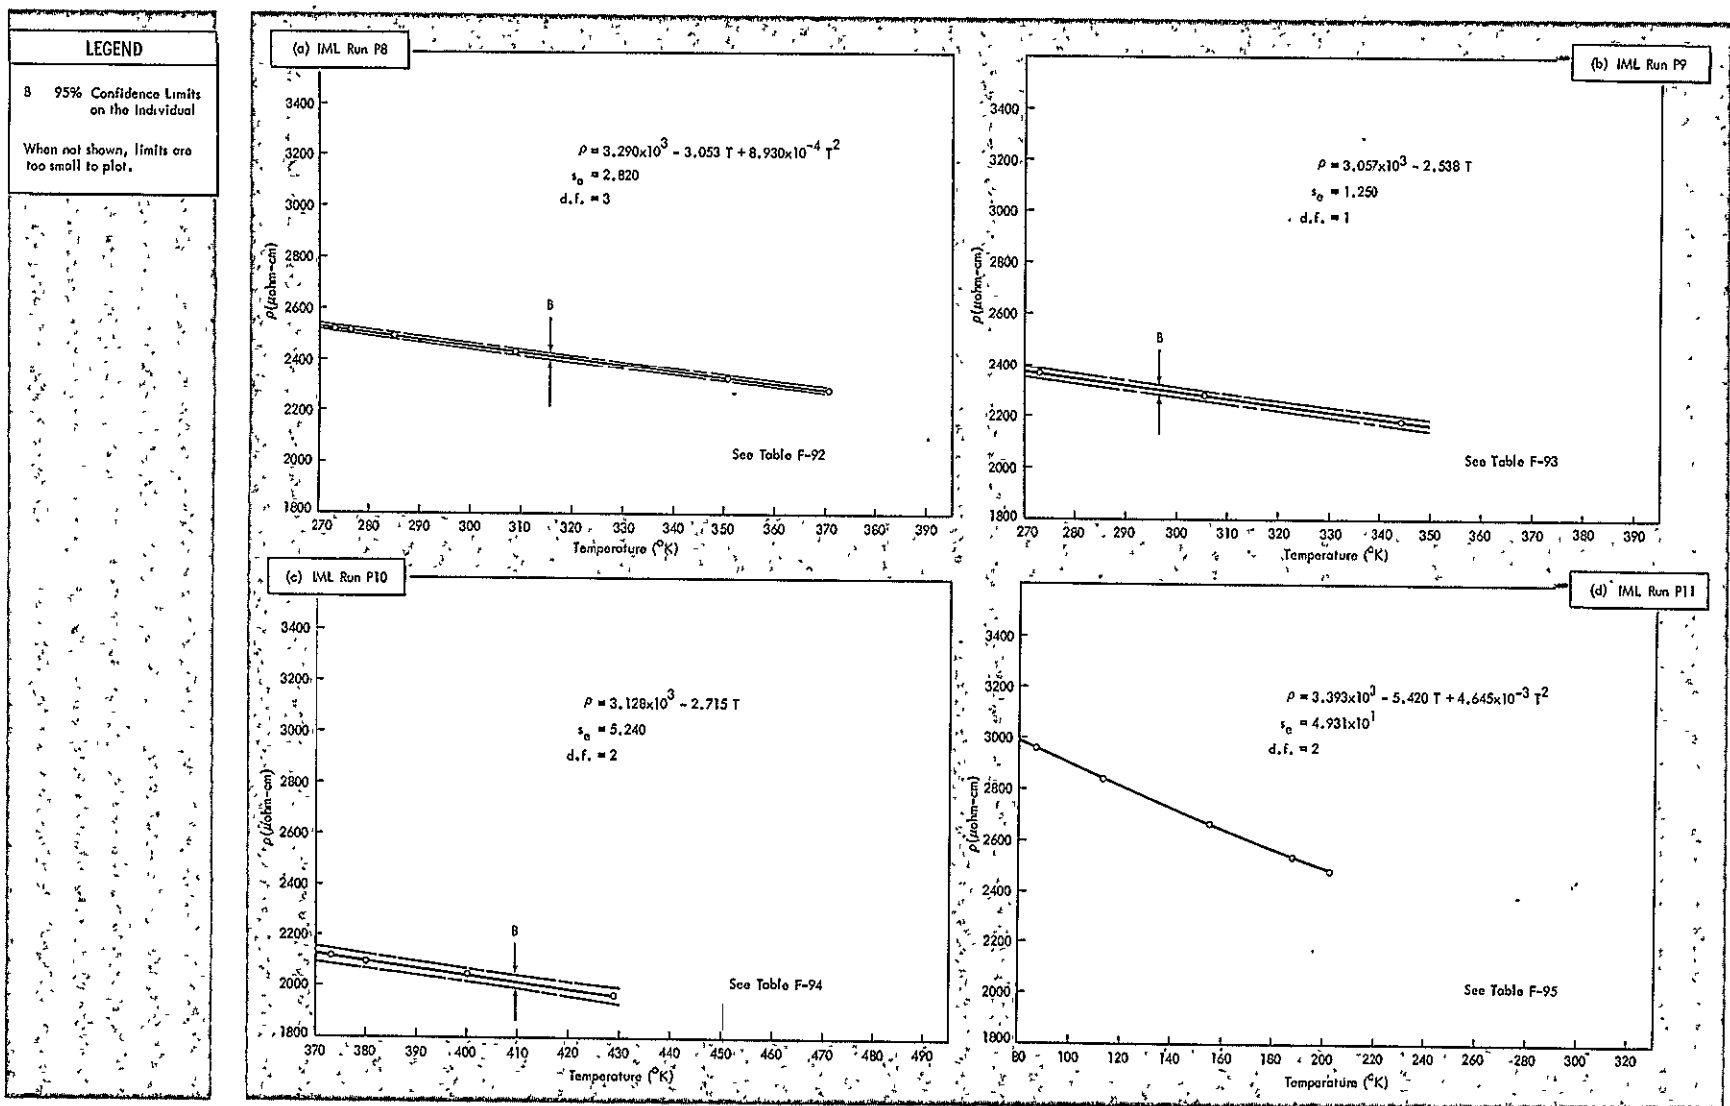 LEGEND
B 95% Confidence Limits
on the Individual
When not shown, limits are
too small to plot.
(a) IML Run P8
ρ = 3.290x10³ - 3.053 T + 8.930x10⁻⁴ T²
sₑ = 2.820
d.f. = 3
3400
3200
3000
2800
2600
2400
2200
2000
1800
ρ(μohm-cm)
B
See Table F-92
270 280 290 300 310 320 330 340 350 360 370 380 390
Temperature (°K)
(b) IML Run P9
ρ = 3.057x10³ - 2.538 T
sₑ = 1.250
d.f. = 1
3400
3200
3000
2800
2600
2400
2200
2000
1800
ρ(μohm-cm)
B
See Table F-93
270 280 290 300 310 320 330 340 350 360 370 380 390
Temperature (°K)
(c) IML Run P10
ρ = 3.128x10³ - 2.715 T
sₑ = 5.240
d.f. = 2
3400
3200
3000
2800
2600
2400
2200
2000
1800
ρ(μohm-cm)
B
See Table F-94
370 380 390 400 410 420 430 440 450 460 470 480 490
Temperature (°K)
(d) IML Run P11
ρ = 3.393x10³ - 5.420 T + 4.645x10⁻³ T²
sₑ = 4.931x10¹
d.f. = 2
3400
3200
3000
2800
2600
2400
2200
2000
1800
ρ(μohm-cm)
See Table F-95
80 100 120 140 160 180 200 220 240 260 280 300 320
Temperature (°K)